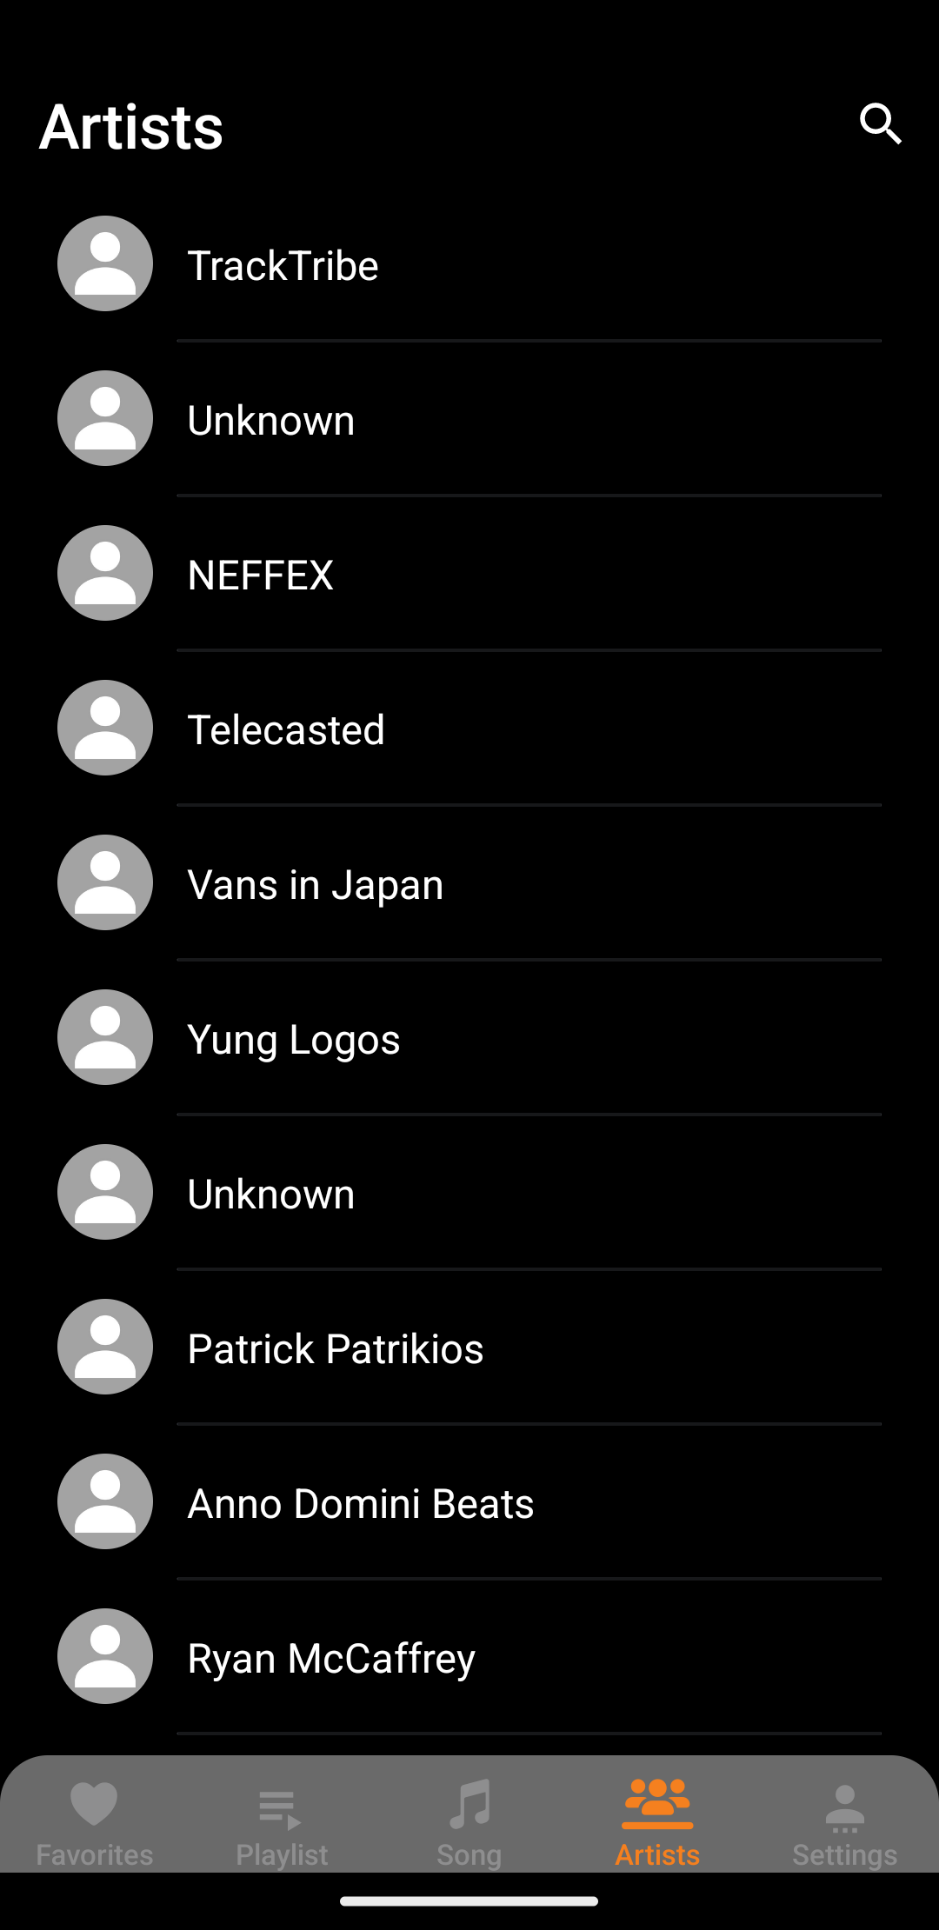 Artists
TrackTribe
Unknown
NEFFEX
Telecasted
Vans in Japan
Yung Logos
Unknown
Patrick Patrikios
Anno Domini Beats
Ryan McCaffrey
Favorites
Playlist
Song
Artists
Settings